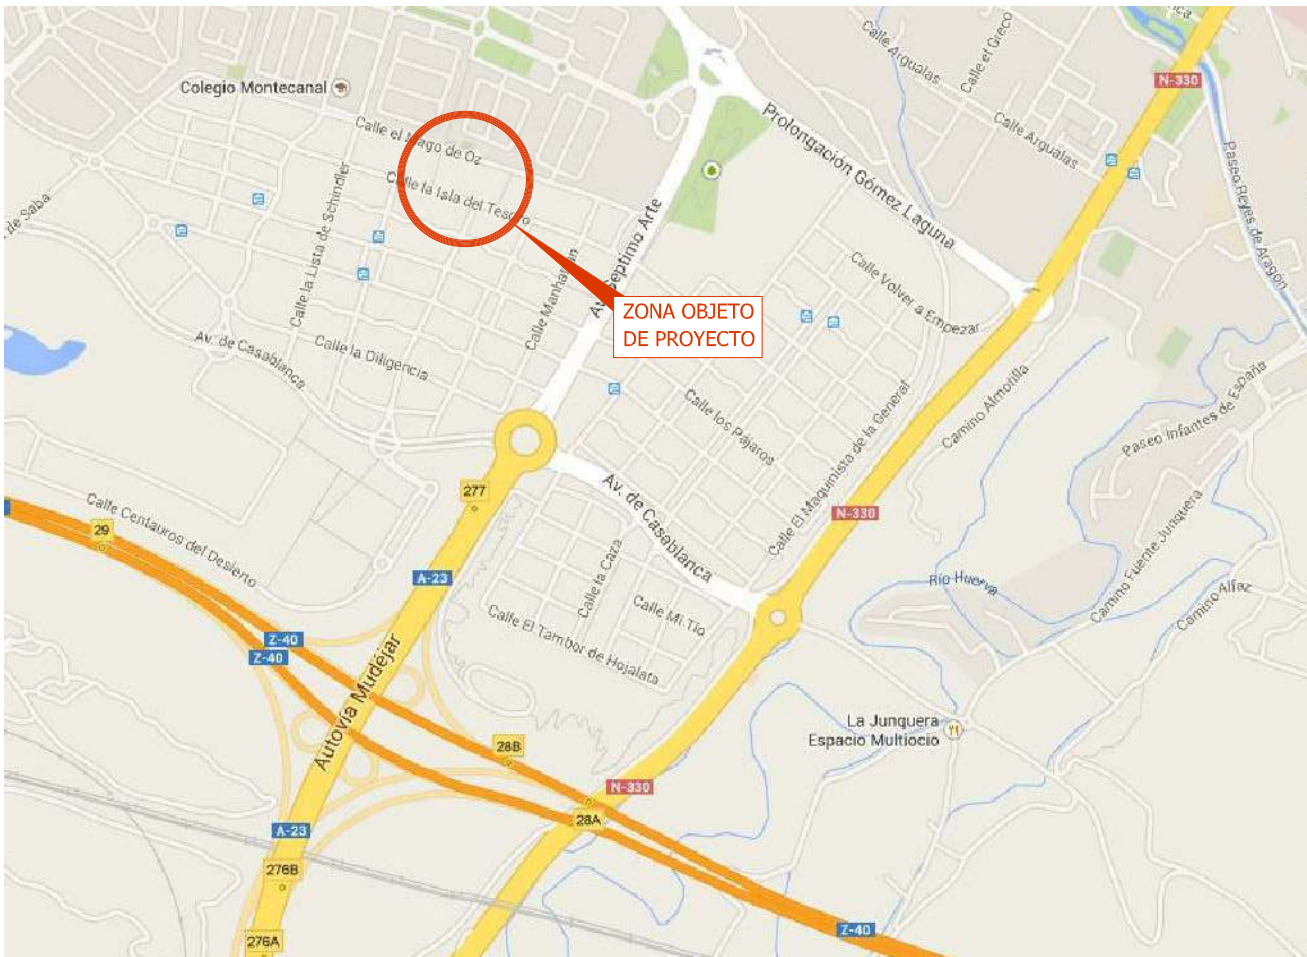 Calle Argualas
Calle el Greco
N-330
Colegio Montecanal
Calle el Mago de Oz
Prolongación Gómez Laguna
Calle Argualas
Paseo Reyes de Aragón
Calle la Isla del Tesoro
Calle la Lista de Schindler
de Saba
Av. Séptimo Arte
Calle Manhattan
Calle Volver a Empezar
ZONA OBJETO
DE PROYECTO
Av. de Casablanca
Calle la Diligencia
Calle los Pájaros
Calle El Maquinista de la General
Camino Almorilla
Paseo Infantes de España
277
Av. de Casablanca
N-330
Calle Centauros del Desierto
29
A-23
Calle la Caza
Calle Mi Tío
Calle El Tambor de Hojalata
Río Huerva
Camino Fuente Junquera
Camino Alfaz
Z-40
Z-40
Autovía Mudéjar
La Junquera
Espacio Multiocio
28B
N-330
28A
A-23
276B
Z-40
276A